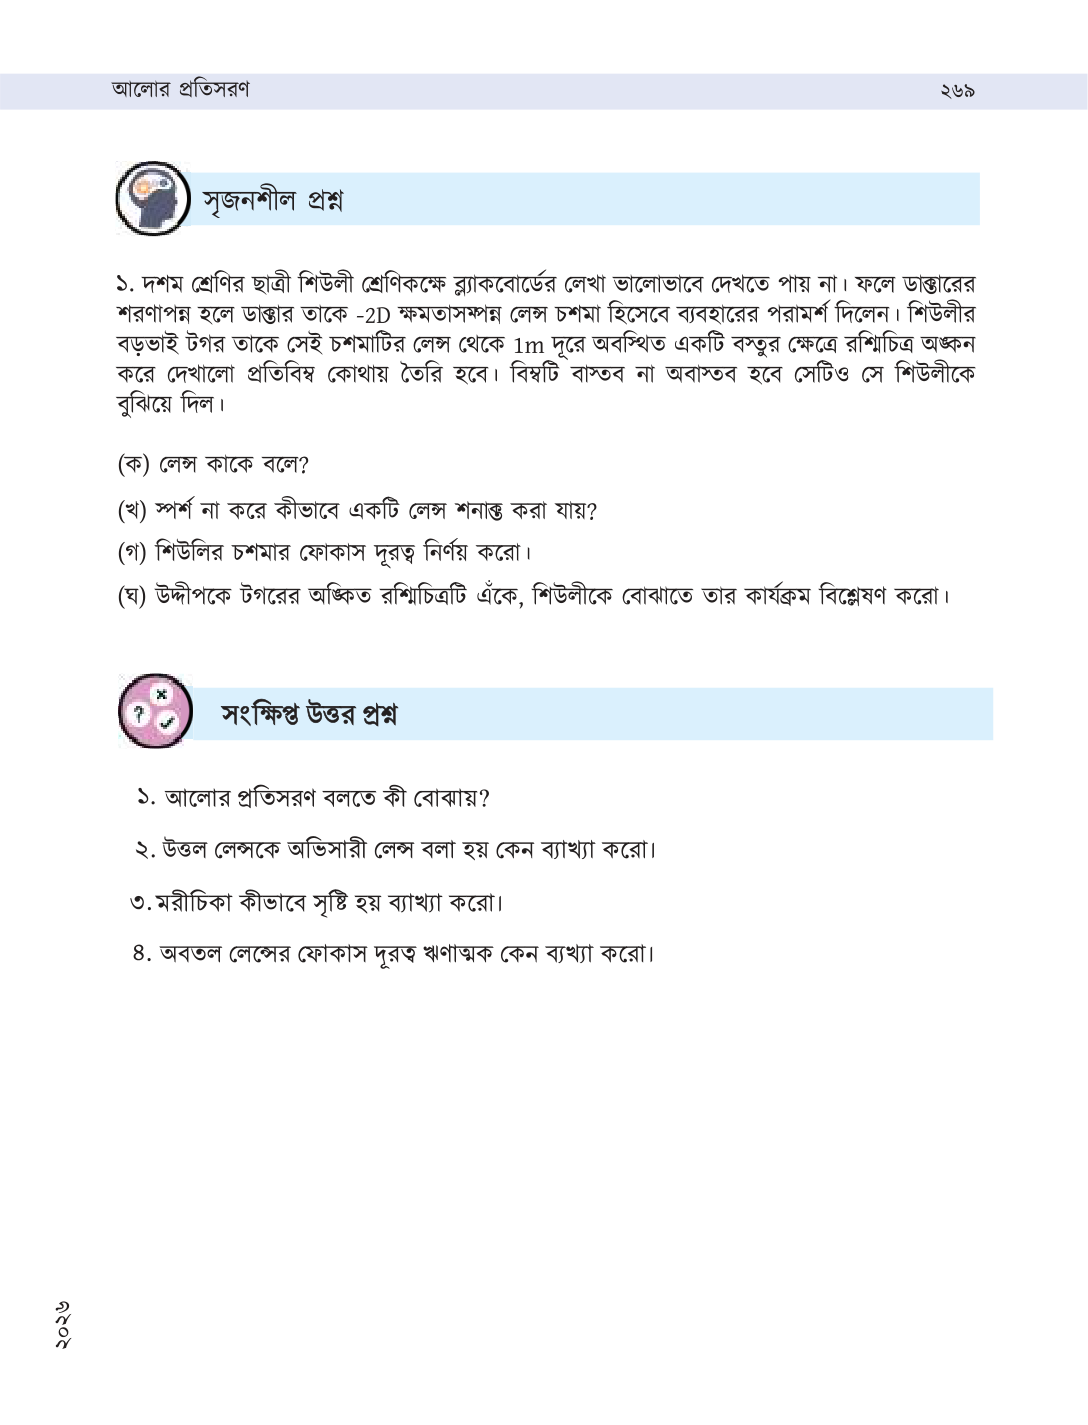 আলোর প্রতিসরণ ২৬৯
সৃজনশীল প্রশ্ন
১. দশম শ্রেণির ছাত্রী শিউলী শ্রেণিকক্ষে ব্ল্যাকবোর্ডের লেখা ভালোভাবে দেখতে পায় না। ফলে ডাক্তারের
শরণাপন্ন হলে ডাক্তার তাকে -2D ক্ষমতাসম্পন্ন লেন্স চশমা হিসেবে ব্যবহারের পরামর্শ দিলেন। শিউলীর
বড়ভাই টগর তাকে সেই চশমাটির লেন্স থেকে 1m দূরে অবস্থিত একটি বস্তুর ক্ষেত্রে রশ্মিচিত্র অঙ্কন
করে দেখালো প্রতিবিম্ব কোথায় তৈরি হবে। বিম্বটি বাস্তব না অবাস্তব হবে সেটিও সে শিউলীকে
বুঝিয়ে দিল।
(ক) লেন্স কাকে বলে?
(খ) স্পর্শ না করে কীভাবে একটি লেন্স শনাক্ত করা যায়?
(গ) শিউলির চশমার ফোকাস দূরত্ব নির্ণয় করো।
(ঘ) উদ্দীপকে টগরের অঙ্কিত রশ্মিচিত্রটি এঁকে, শিউলীকে বোঝাতে তার কার্যক্রম বিশ্লেষণ করো।
সংক্ষিপ্ত উত্তর প্রশ্ন
১. আলোর প্রতিসরণ বলতে কী বোঝায়?
২. উত্তল লেন্সকে অভিসারী লেন্স বলা হয় কেন ব্যাখ্যা করো।
৩. মরীচিকা কীভাবে সৃষ্টি হয় ব্যাখ্যা করো।
৪. অবতল লেন্সের ফোকাস দূরত্ব ঋণাত্মক কেন ব্যখ্যা করো।
২০২৬